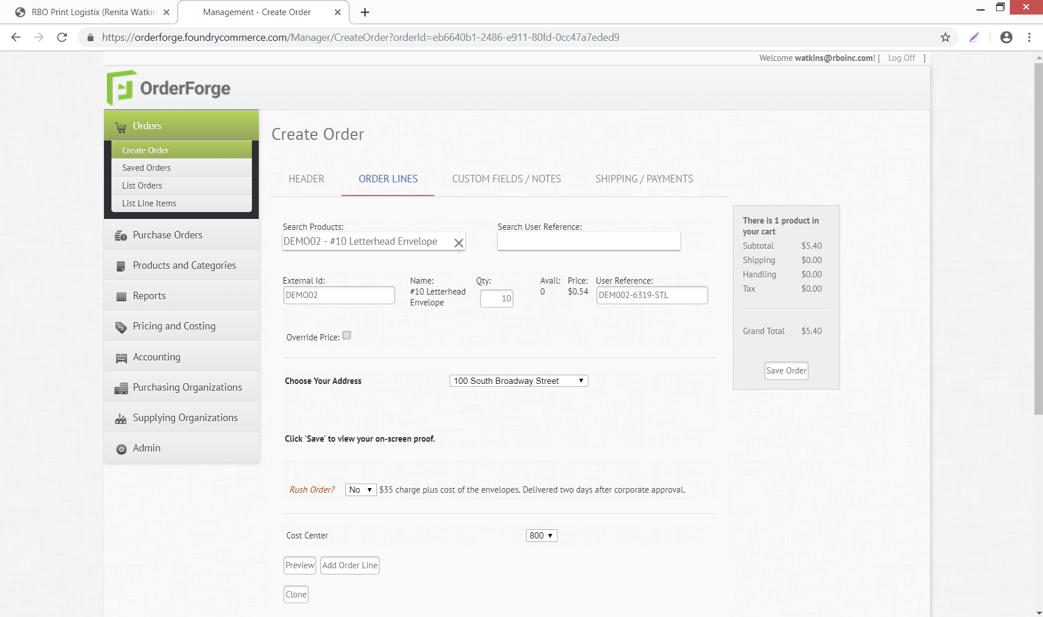 RBO Print Logistix (Renita Watkin
Management - Create Order
https://orderforge.foundrycommerce.com/Manager/CreateOrder?orderId=eb6640b1-2486-e911-80fd-0cc47a7eded9
Welcome watkins@rboinc.com! [ Log Off ]
OrderForge
Orders
Create Order
Saved Orders
List Orders
List Line Items
Purchase Orders
Products and Categories
Reports
Pricing and Costing
Accounting
Purchasing Organizations
Supplying Organizations
Admin
Create Order
HEADER ORDER LINES CUSTOM FIELDS / NOTES SHIPPING / PAYMENTS
Search Products: Search User Reference:
DEMO02 - #10 Letterhead Envelope
External Id: Name: Qty: Avail: Price: User Reference:
DEMO02 #10 Letterhead Envelope 10 0 $0.54 DEM002-6319-STL
Override Price:
Choose Your Address 100 South Broadway Street
Click 'Save' to view your on-screen proof.
Rush Order? No $35 charge plus cost of the envelopes. Delivered two days after corporate approval.
Cost Center 800
Preview Add Order Line
Clone
There is 1 product in
your cart
Subtotal $5.40
Shipping $0.00
Handling $0.00
Tax $0.00
Grand Total $5.40
Save Order